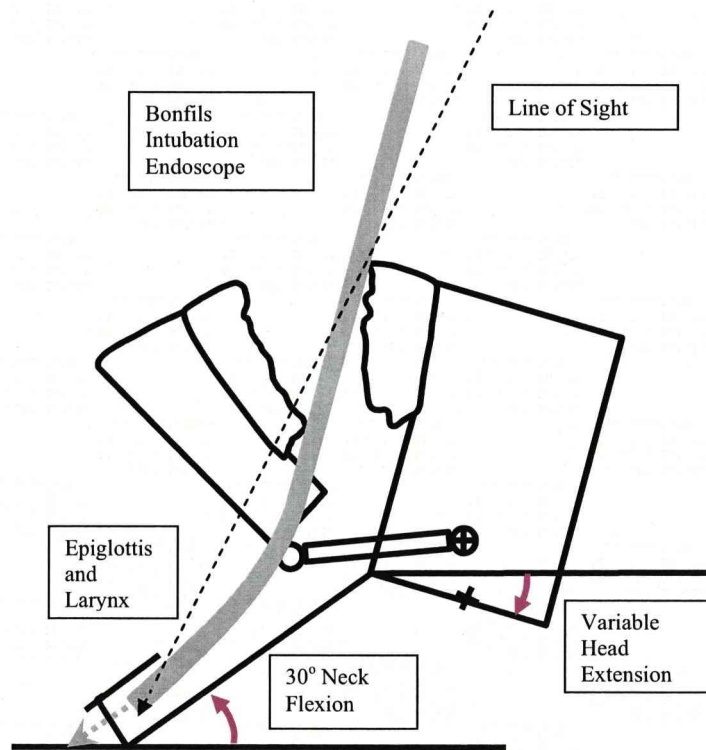 Bonfils
Intubation
Endoscope
Line of Sight
Epiglottis
and
Larynx
30° Neck
Flexion
Variable
Head
Extension